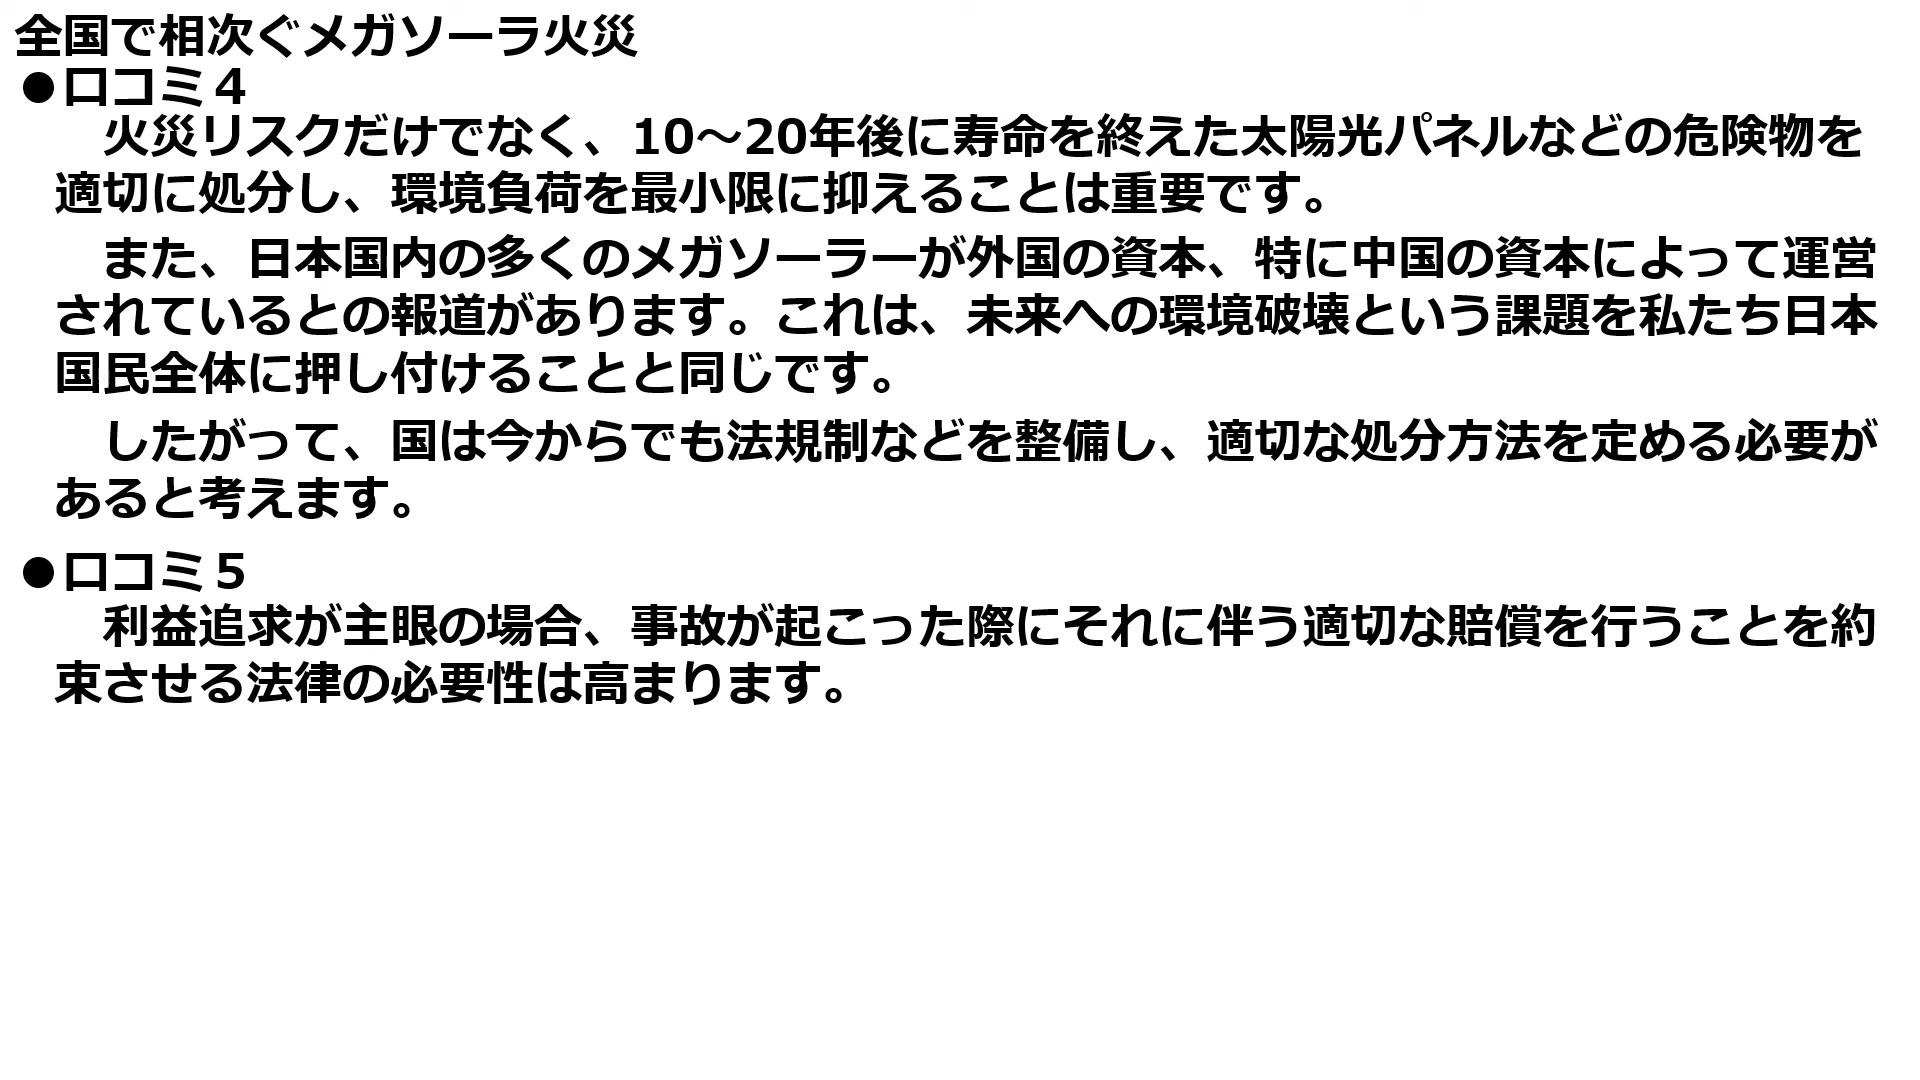 全国で相次ぐメガソーラ火災
●口コミ４
火災リスクだけでなく、10～20年後に寿命を終えた太陽光パネルなどの危険物を
適切に処分し、環境負荷を最小限に抑えることは重要です。
また、日本国内の多くのメガソーラーが外国の資本、特に中国の資本によって運営
されているとの報道があります。これは、未来への環境破壊という課題を私たち日本
国民全体に押し付けることと同じです。
したがって、国は今からでも法規制などを整備し、適切な処分方法を定める必要が
あると考えます。
●口コミ５
利益追求が主眼の場合、事故が起こった際にそれに伴う適切な賠償を行うことを約
束させる法律の必要性は高まります。